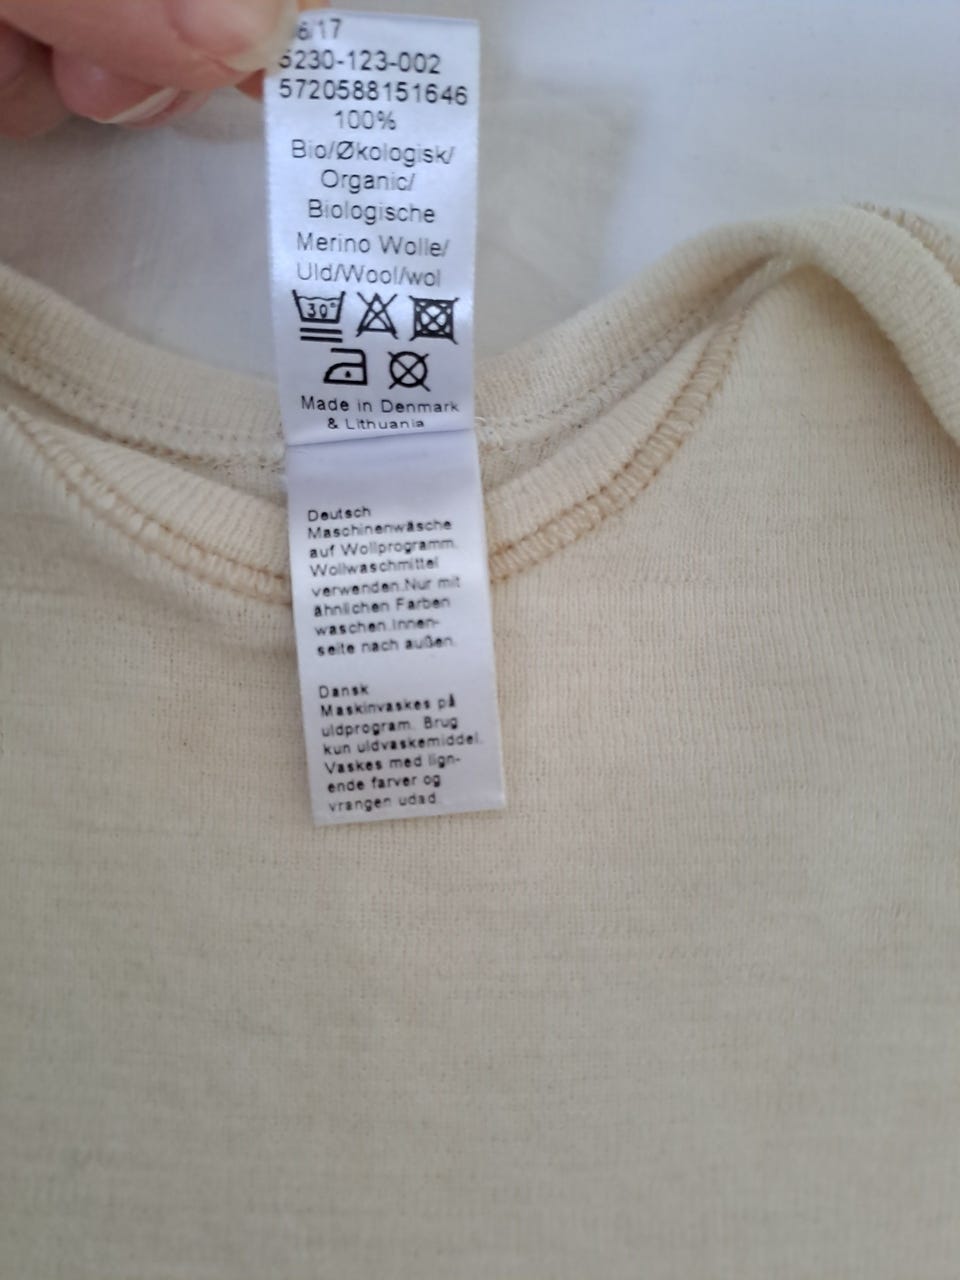 6/17
5230-123-002
5720588151646
100%
Bio/Økologisk/
Organic/
Biologische
Merino Wolle/
Uld/Wool/wol
30°
Made in Denmark
& Lithuania
Deutsch
Maschinenwäsche
auf Wollprogramm.
Wollwaschmittel
verwenden.Nur mit
ähnlichen Farben
waschen.Innen-
seite nach außen.
Dansk
Maskinvaskes på
uldprogram. Brug
kun uldvaskemiddel.
Vaskes med lign-
ende farver og
vrangen udad.